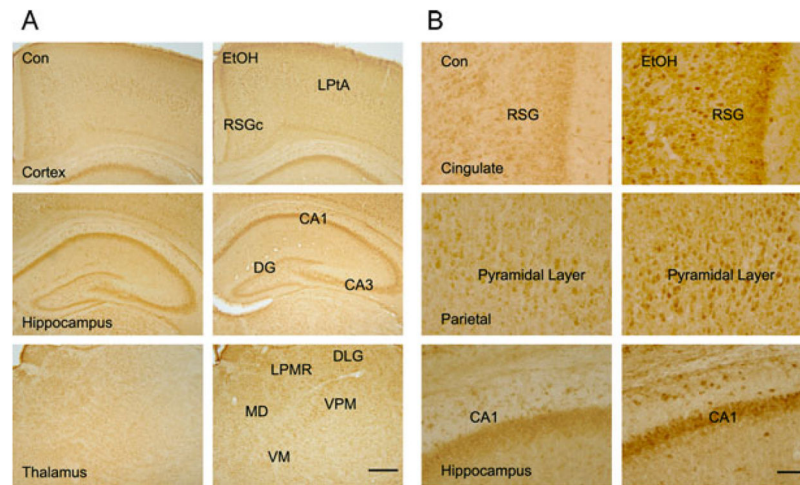 A
B
Con
EtOH
LPtA
RSGc
Cortex
CA1
DG
CA3
Hippocampus
DLG
LPMR
MD
VPM
VM
Thalamus
Con
EtOH
RSG
RSG
Cingulate
Pyramidal Layer
Pyramidal Layer
Parietal
CA1
CA1
Hippocampus